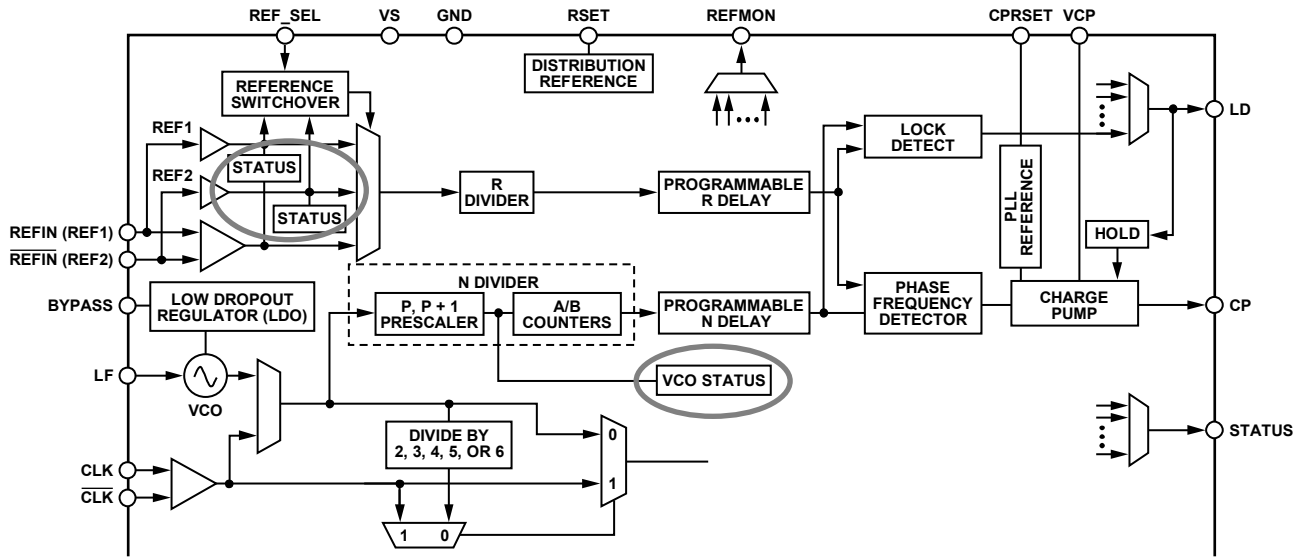 REF_SEL
VS
GND
RSET
REFMON
CPRSET
VCP
DISTRIBUTION
REFERENCE
REFERENCE
SWITCHOVER
REF1
STATUS
REF2
STATUS
R
DIVIDER
PROGRAMMABLE
R DELAY
LOCK
DETECT
PLL
REFERENCE
LD
HOLD
REFIN (REF1)
REFIN (REF2)
BYPASS
LOW DROPOUT
REGULATOR (LDO)
N DIVIDER
P, P + 1
PRESCALER
A/B
COUNTERS
PROGRAMMABLE
N DELAY
PHASE
FREQUENCY
DETECTOR
CHARGE
PUMP
CP
LF
VCO
VCO STATUS
STATUS
DIVIDE BY
2, 3, 4, 5, OR 6
0
1
CLK
CLK
1 0